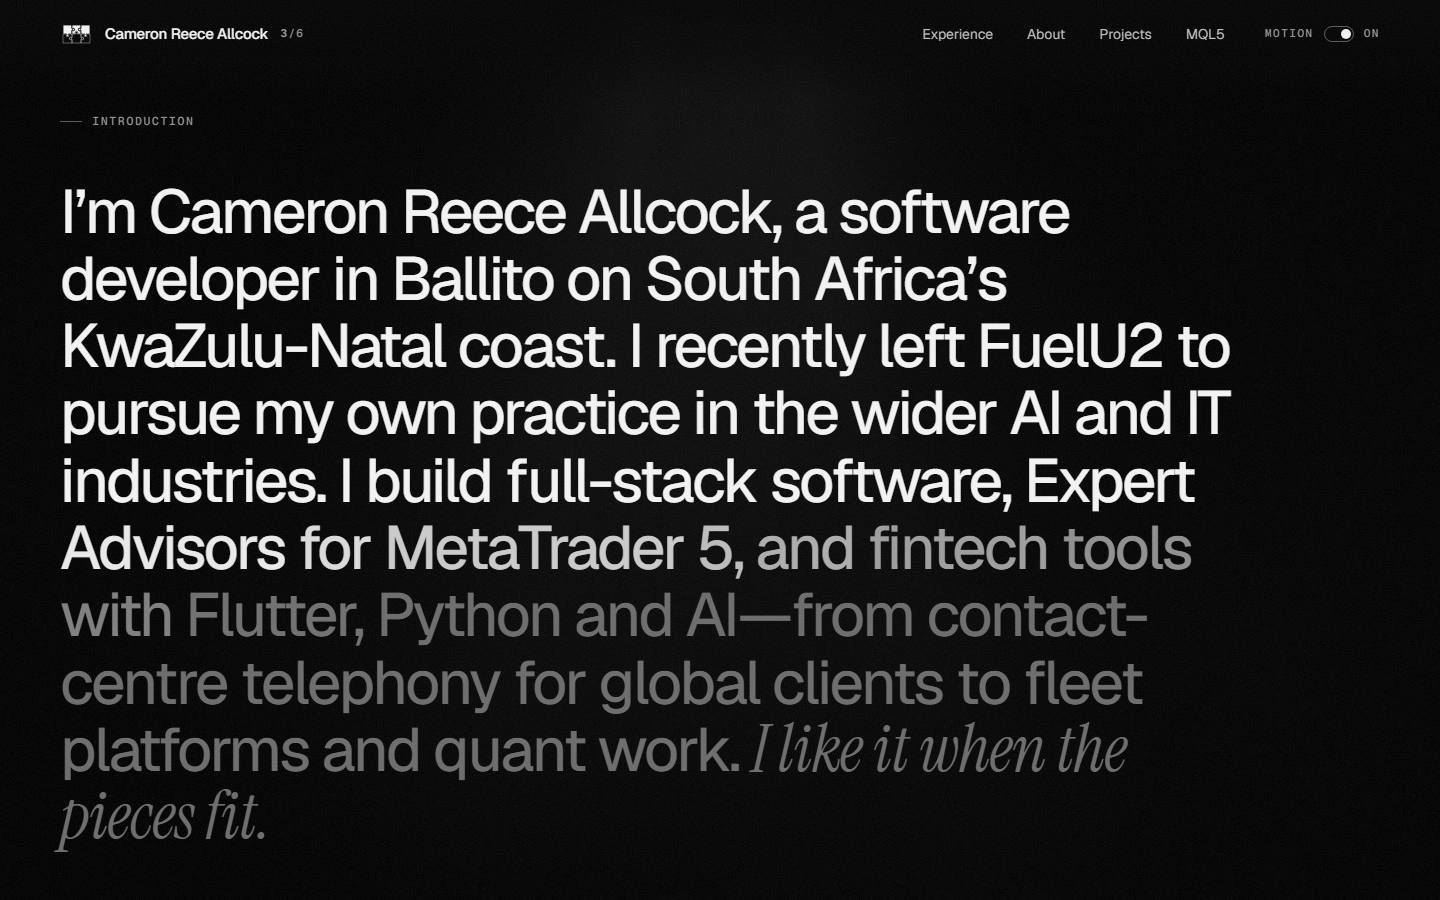 Cameron Reece Allcock 3/6
Experience About Projects MQL5 MOTION ON
INTRODUCTION
I’m Cameron Reece Allcock, a software
developer in Ballito on South Africa’s
KwaZulu-Natal coast. I recently left FuelU2 to
pursue my own practice in the wider AI and IT
industries. I build full-stack software, Expert
Advisors for MetaTrader 5, and fintech tools
with Flutter, Python and AI—from contact-
centre telephony for global clients to fleet
platforms and quant work. I like it when the
pieces fit.